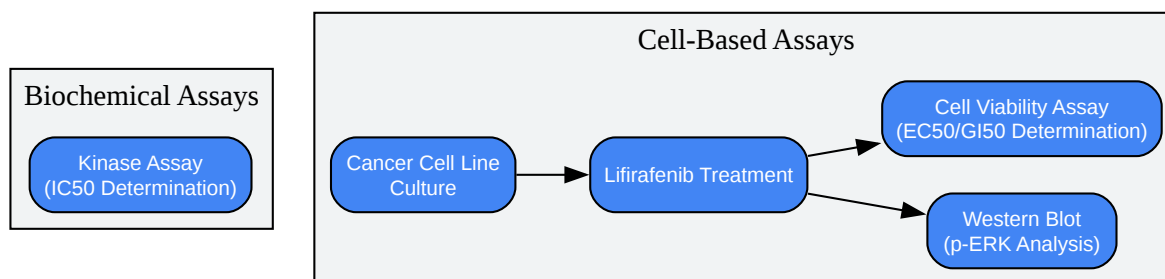 Biochemical Assays
Kinase Assay
(IC50 Determination)
Cell-Based Assays
Cancer Cell Line
Culture
Lifirafenib Treatment
Cell Viability Assay
(EC50/GI50 Determination)
Western Blot
(p-ERK Analysis)